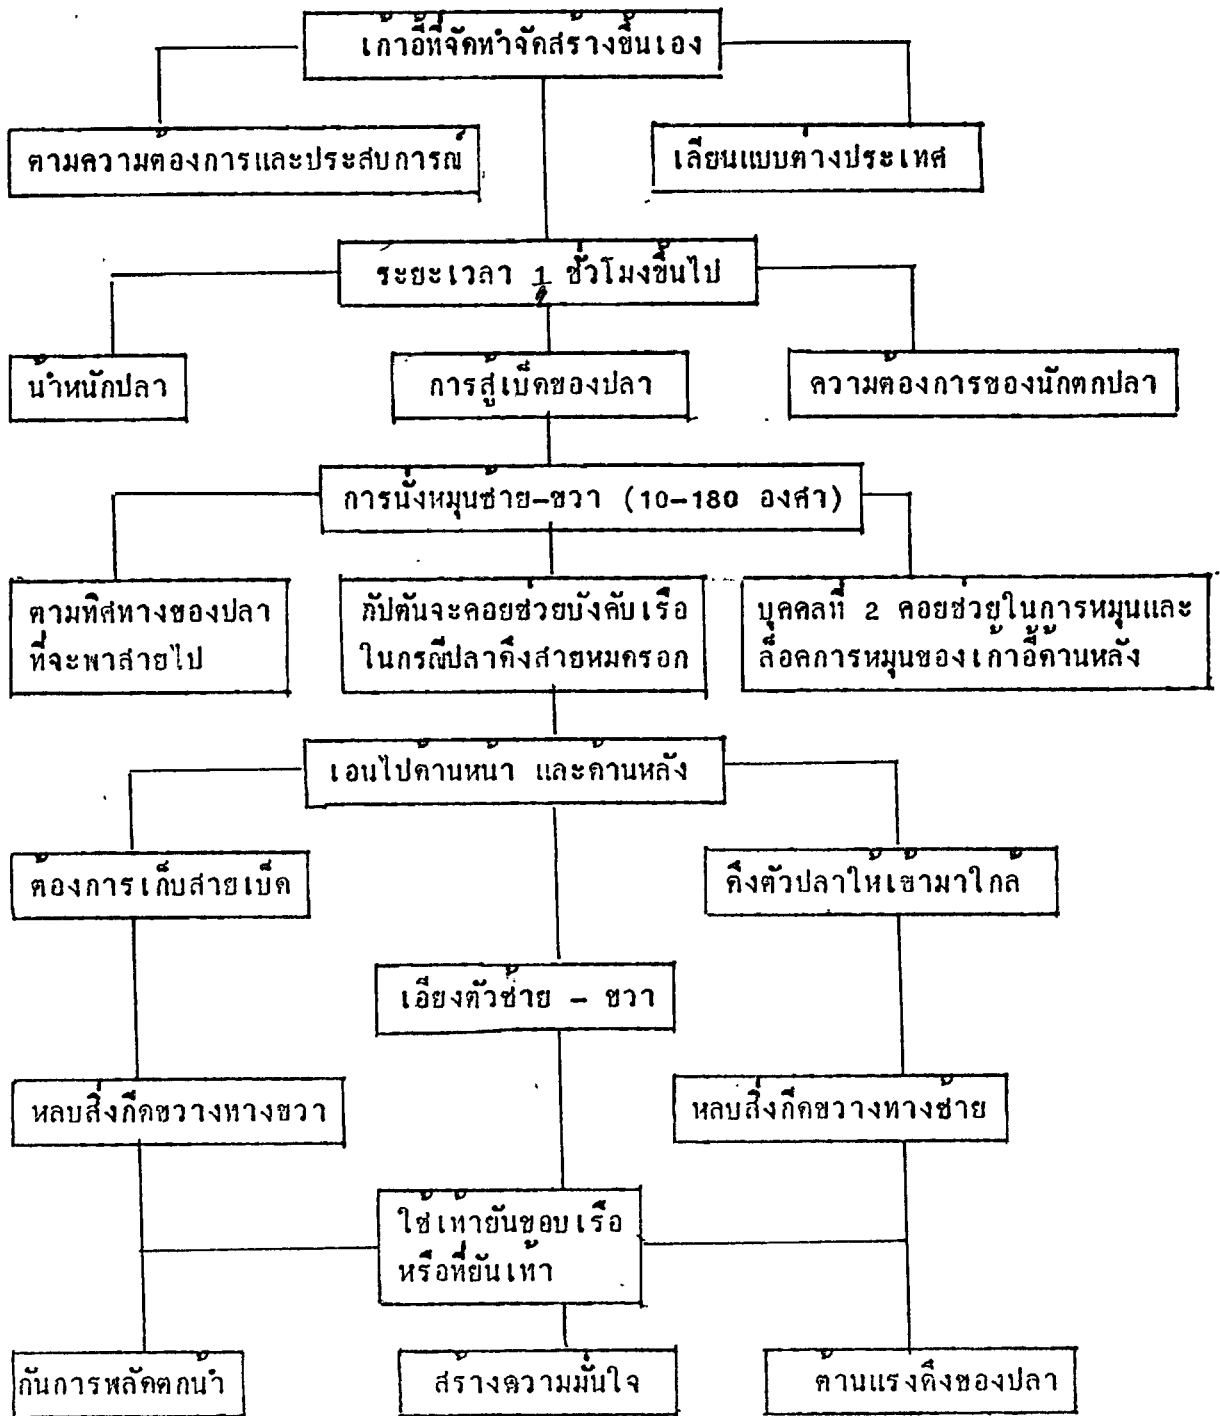 เก้าอี้ที่จัดทำจัดสร้างขึ้นเอง
ตามความต้องการและประสบการณ์
เลียนแบบต่างประเทศ
ระยะเวลา 1/2 ชั่วโมงขึ้นไป
น้ำหนักปลา
การสู้เบ็ดของปลา
ความต้องการของนักตกปลา
การนั่งหมุนซ้าย-ขวา (10-180 องศา)
ตามทิศทางของปลา
ที่จะพาสายไป
กัปตันจะคอยช่วยบังคับเรือ
ในกรณีปลาดึงสายหมดรอก
บุคคลที่ 2 คอยช่วยในการหมุนและ
ล็อคการหมุนของเก้าอี้ด้านหลัง
เอนไปด้านหน้า และด้านหลัง
ต้องการเก็บสายเบ็ด
ดึงตัวปลาให้เข้ามาใกล้
เอียงตัวซ้าย - ขวา
หลบสิ่งกีดขวางทางขวา
หลบสิ่งกีดขวางทางซ้าย
ใช้เท้ายันขอบเรือ
หรือที่ยันเท้า
กันการพลัดตกน้ำ
สร้างความมั่นใจ
ต้านแรงดึงของปลา